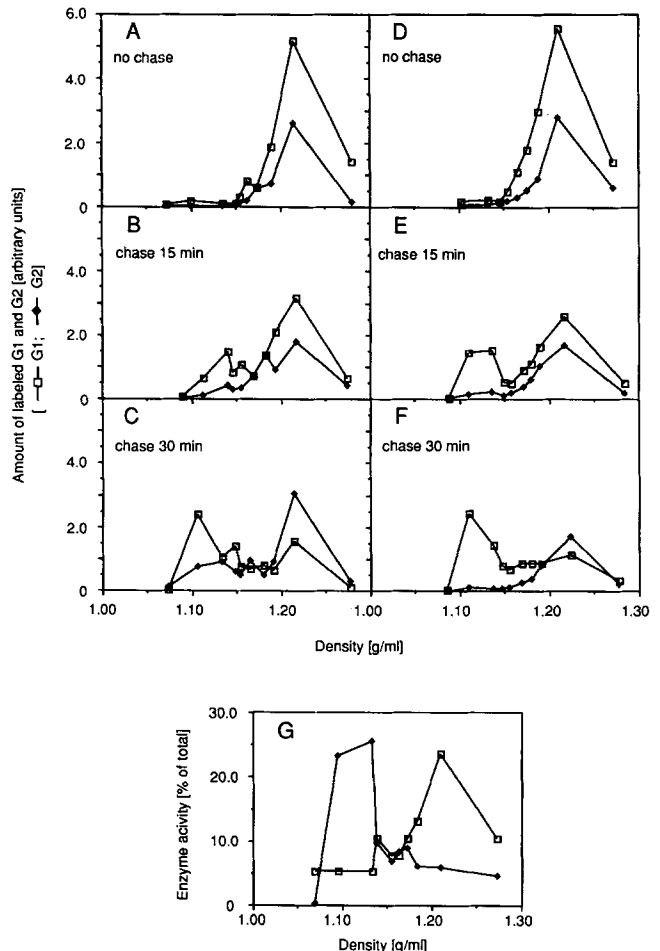 6.0
4.0
2.0
0
A
no chase
D
no chase
B
chase 15 min
E
chase 15 min
4.0
2.0
0
C
chase 30 min
F
chase 30 min
4.0
2.0
0
1.00
1.10
1.20
1.00
1.10
1.20
1.30
Amount of labeled G1 and G2 [arbitrary units]
[ G1; G2]
Density [g/ml]
G
30.0
20.0
10.0
0
1.00
1.10
1.20
1.30
Enzyme acivity [% of total]
Density [g/ml]